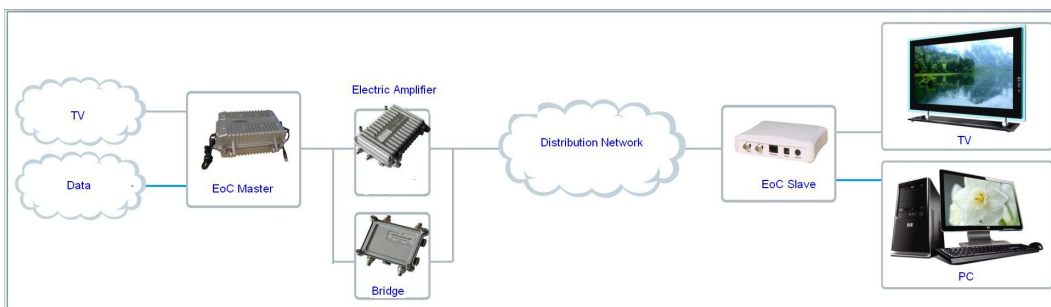 TV
Data
EoC Master
Electric Amplifier
Bridge
Distribution Network
EoC Slave
TV
PC